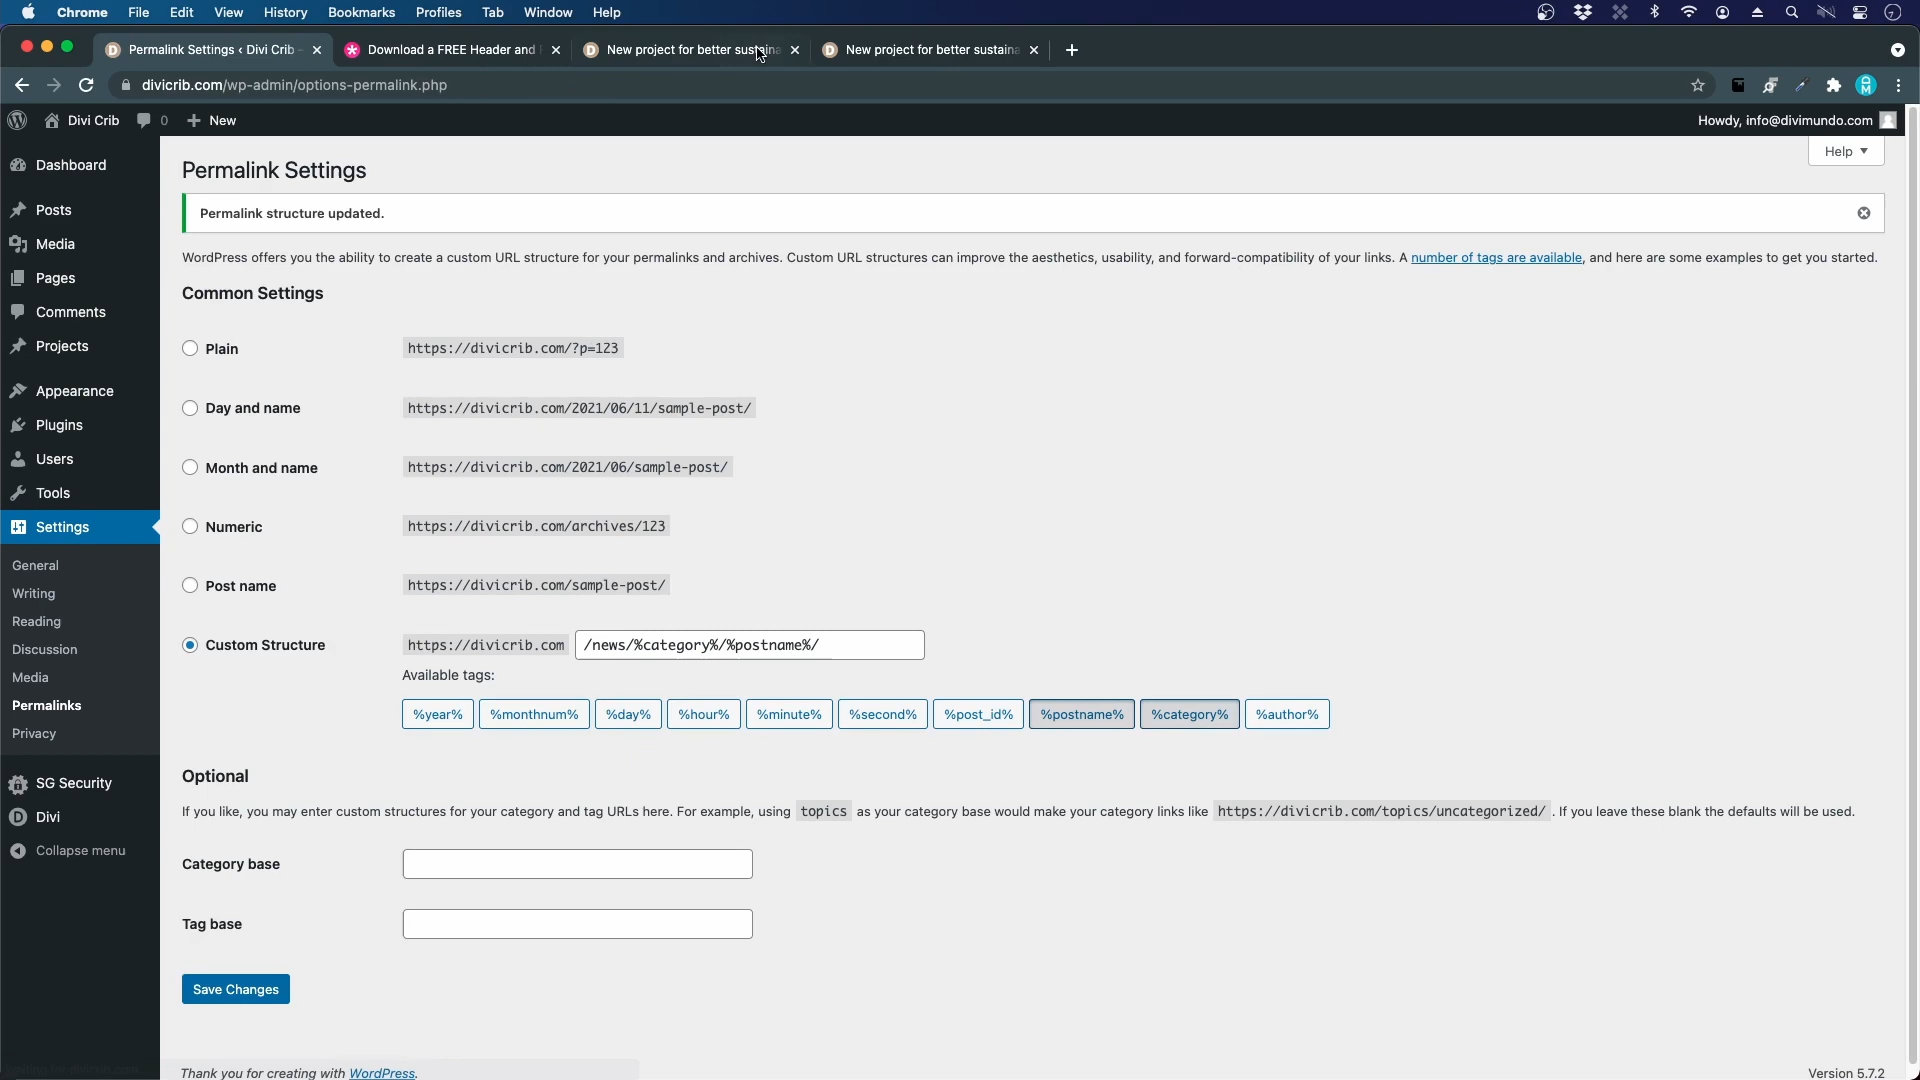 Chrome File Edit View History Bookmarks Profiles Tab Window Help
Permalink Settings ‹ Divi Crib – Download a FREE Header and New project for better sustaina New project for better sustaina
divicrib.com/wp-admin/options-permalink.php
Divi Crib 0 New Howdy, info@divimundo.com
Help
Dashboard
Posts
Media
Pages
Comments
Projects
Appearance
Plugins
Users
Tools
Settings
General
Writing
Reading
Discussion
Media
Permalinks
Privacy
SG Security
Divi
Collapse menu
Permalink Settings
Permalink structure updated.
WordPress offers you the ability to create a custom URL structure for your permalinks and archives. Custom URL structures can improve the aesthetics, usability, and forward-compatibility of your links. A number of tags are available, and here are some examples to get you started.
Common Settings
Plain https://divicrib.com/?p=123
Day and name https://divicrib.com/2021/06/11/sample-post/
Month and name https://divicrib.com/2021/06/sample-post/
Numeric https://divicrib.com/archives/123
Post name https://divicrib.com/sample-post/
Custom Structure https://divicrib.com /news/%category%/%postname%/
Available tags:
%year% %monthnum% %day% %hour% %minute% %second% %post_id% %postname% %category% %author%
Optional
If you like, you may enter custom structures for your category and tag URLs here. For example, using topics as your category base would make your category links like https://divicrib.com/topics/uncategorized/ . If you leave these blank the defaults will be used.
Category base
Tag base
Save Changes
Thank you for creating with WordPress.
Version 5.7.2